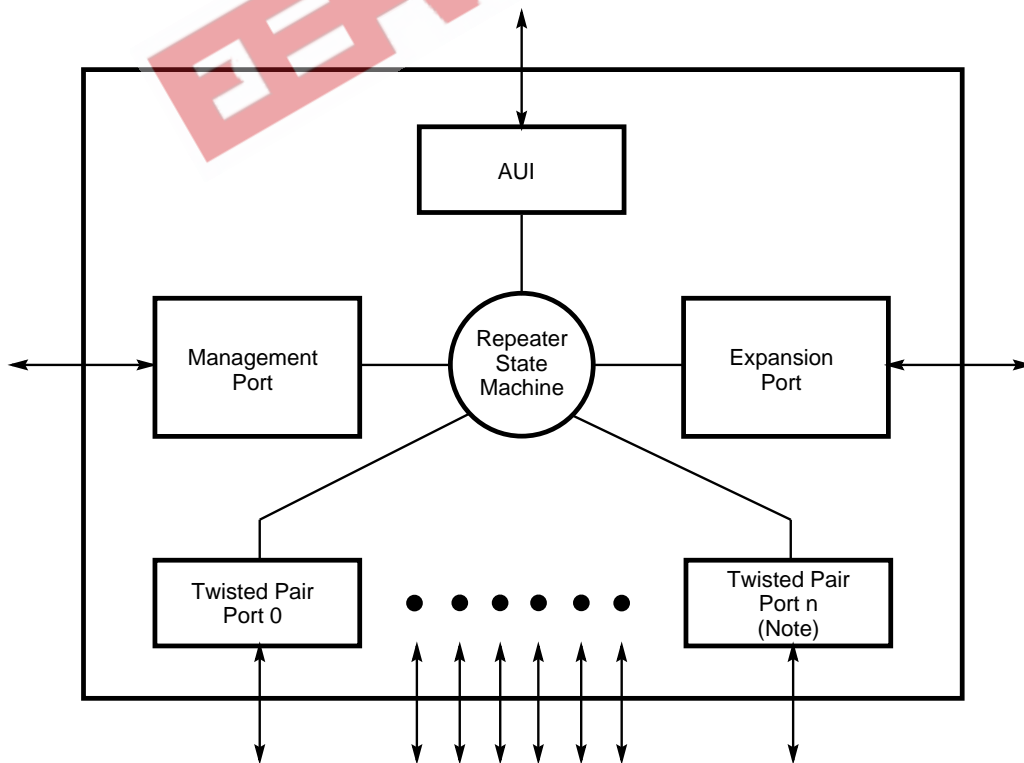 AUI
Repeater
State
Machine
Management
Port
Expansion
Port
Twisted Pair
Port 0
Twisted Pair
Port n
(Note)